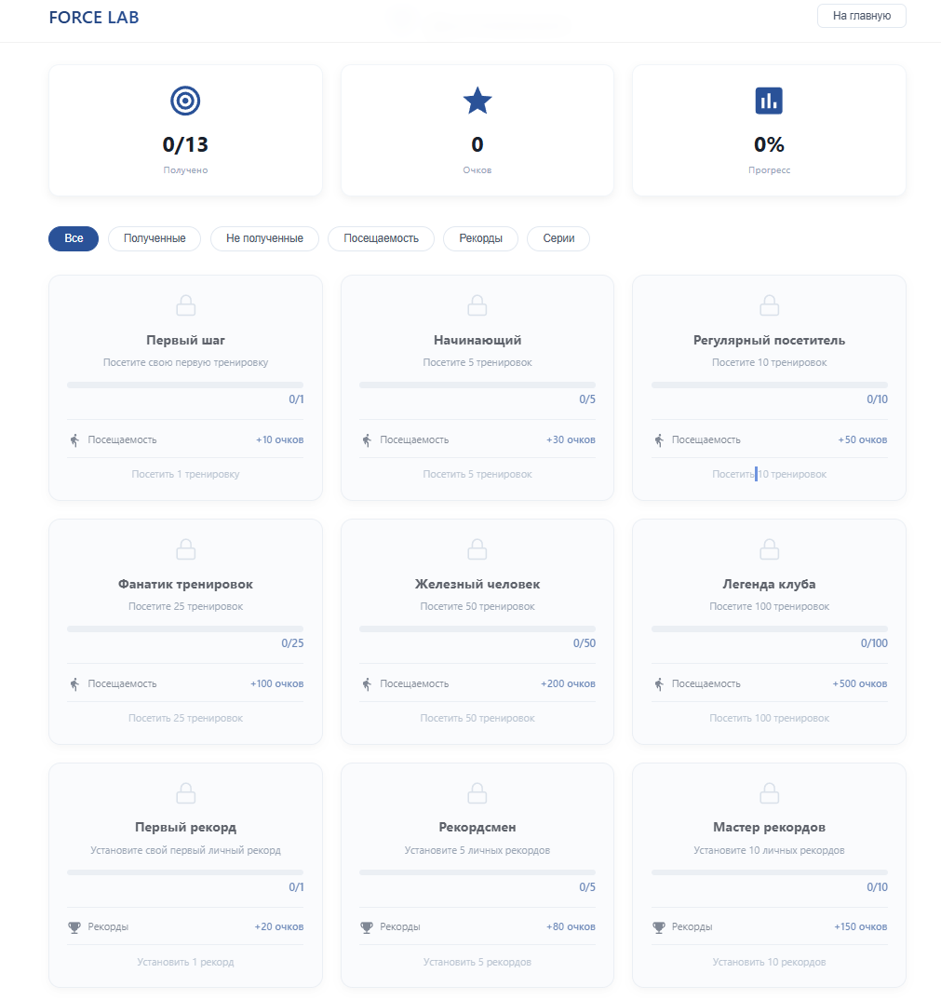 FORCE LAB
На главную
0/13
Получено
0
Очков
0%
Прогресс
Все
Полученные
Не полученные
Посещаемость
Рекорды
Серии
Первый шаг
Посетите свою первую тренировку
0/1
Посещаемость
+10 очков
Посетить 1 тренировку
Начинающий
Посетите 5 тренировок
0/5
Посещаемость
+30 очков
Посетить 5 тренировок
Регулярный посетитель
Посетите 10 тренировок
0/10
Посещаемость
+50 очков
Посетить 10 тренировок
Фанатик тренировок
Посетите 25 тренировок
0/25
Посещаемость
+100 очков
Посетить 25 тренировок
Железный человек
Посетите 50 тренировок
0/50
Посещаемость
+200 очков
Посетить 50 тренировок
Легенда клуба
Посетите 100 тренировок
0/100
Посещаемость
+500 очков
Посетить 100 тренировок
Первый рекорд
Установите свой первый личный рекорд
0/1
Рекорды
+20 очков
Установить 1 рекорд
Рекордсмен
Установите 5 личных рекордов
0/5
Рекорды
+80 очков
Установить 5 рекордов
Мастер рекордов
Установите 10 личных рекордов
0/10
Рекорды
+150 очков
Установить 10 рекордов